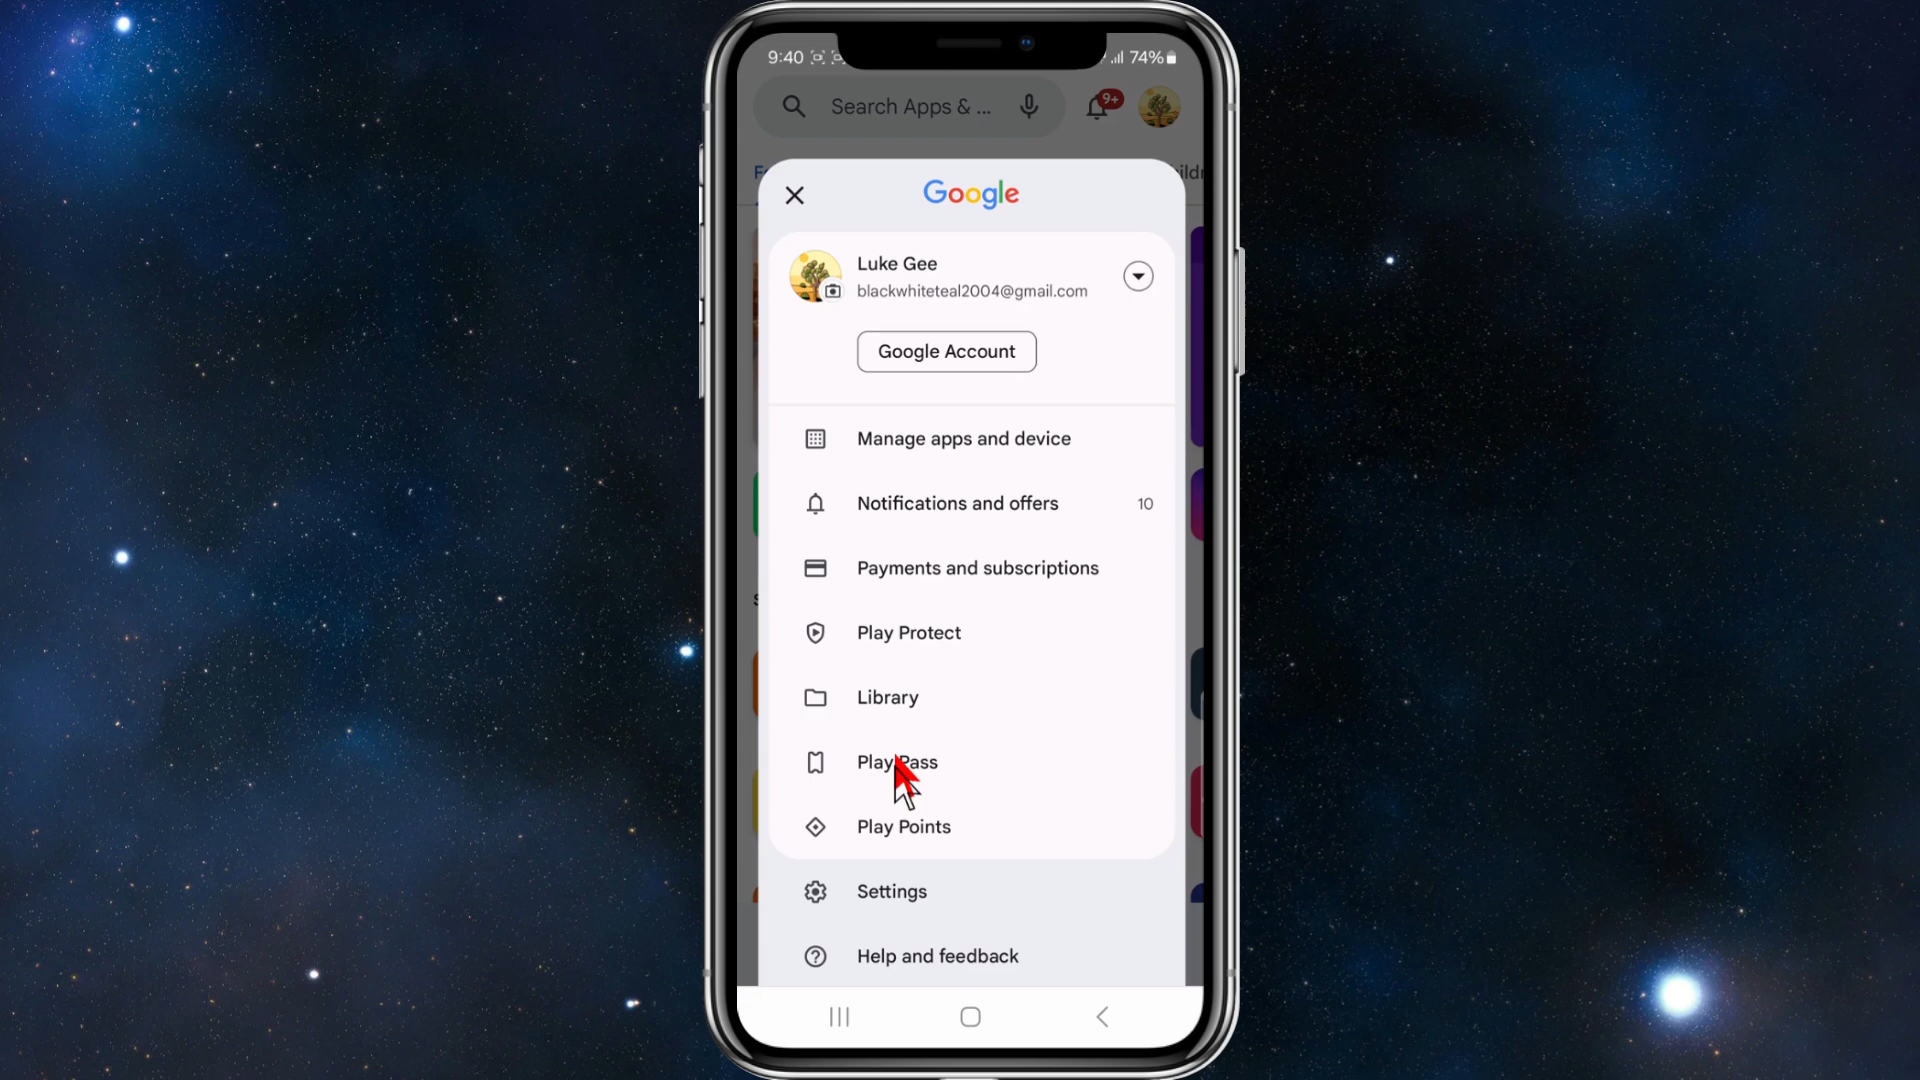 9:40
74%
Search Apps & ...
9+
Google
Luke Gee
blackwhiteteal2004@gmail.com
Google Account
Manage apps and device
Notifications and offers 10
Payments and subscriptions
Play Protect
Library
Play Pass
Play Points
Settings
Help and feedback